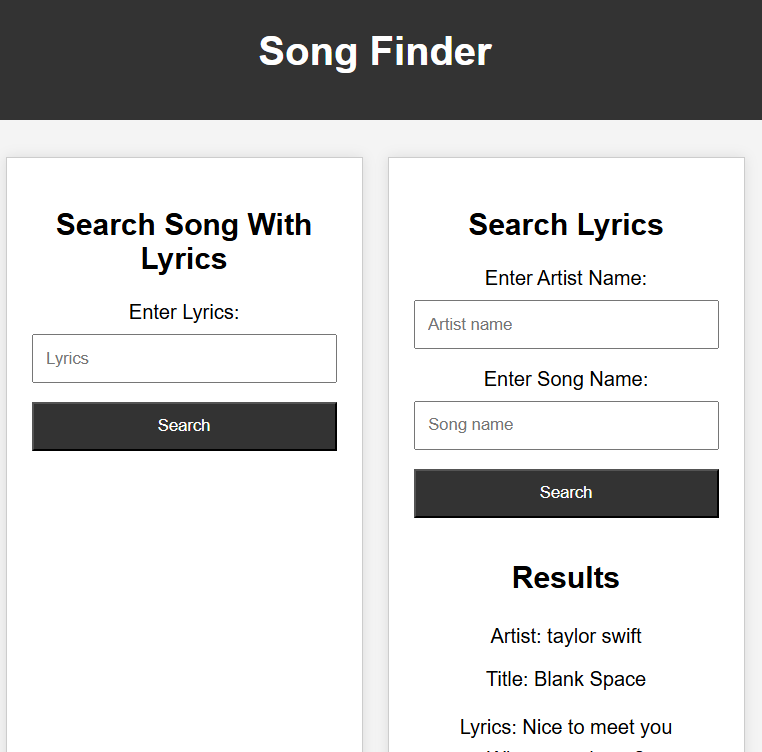 Song Finder
Search Song With
Lyrics
Enter Lyrics:
Lyrics
Search
Search Lyrics
Enter Artist Name:
Artist name
Enter Song Name:
Song name
Search
Results
Artist: taylor swift
Title: Blank Space
Lyrics: Nice to meet you